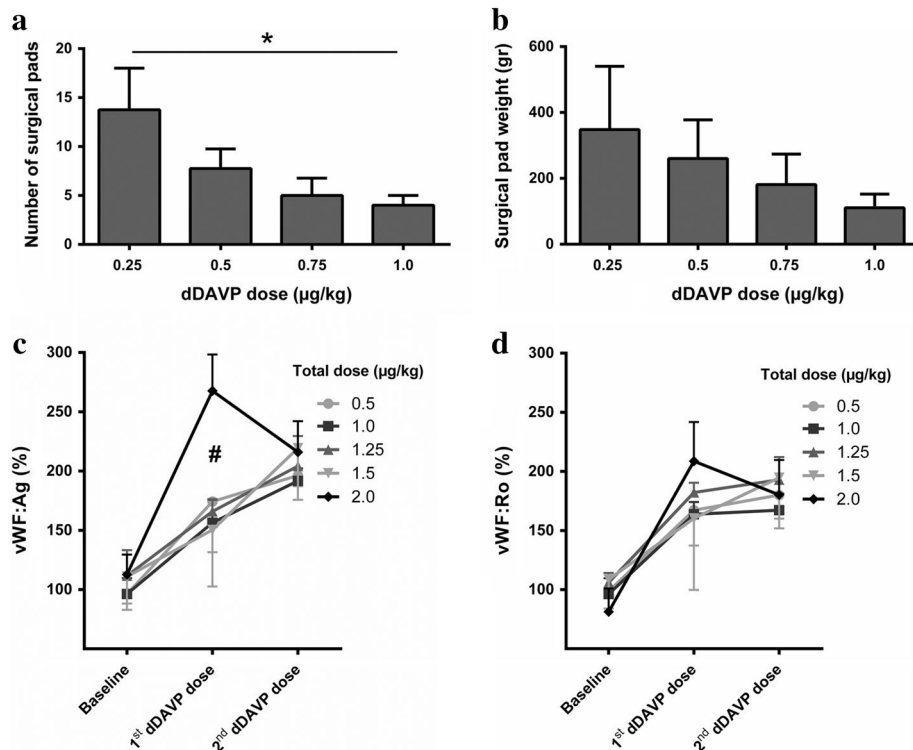 a
*
Number of surgical pads
20
15
10
5
0
0.25 0.5 0.75 1.0
dDAVP dose (µg/kg)
b
Surgical pad weight (gr)
600
400
200
0
0.25 0.5 0.75 1.0
dDAVP dose (µg/kg)
c
vWF:Ag (%)
300
250
200
150
100
#
Total dose (µg/kg)
0.5
1.0
1.25
1.5
2.0
Baseline
1st dDAVP dose
2nd dDAVP dose
d
vWF:Ro (%)
300
250
200
150
100
Total dose (µg/kg)
0.5
1.0
1.25
1.5
2.0
Baseline
1st dDAVP dose
2nd dDAVP dose